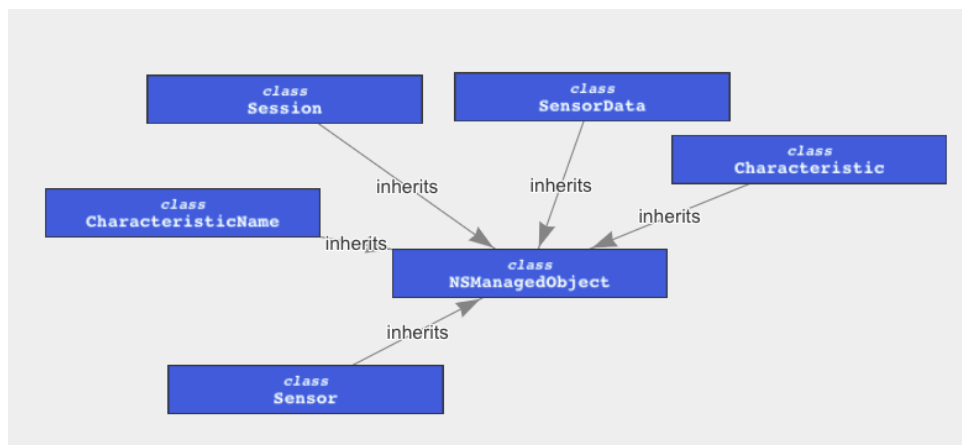 class
Session
class
SensorData
class
Characteristic
inherits
inherits
class
CharacteristicName
inherits
inherits
class
NSManagedObject
inherits
class
Sensor